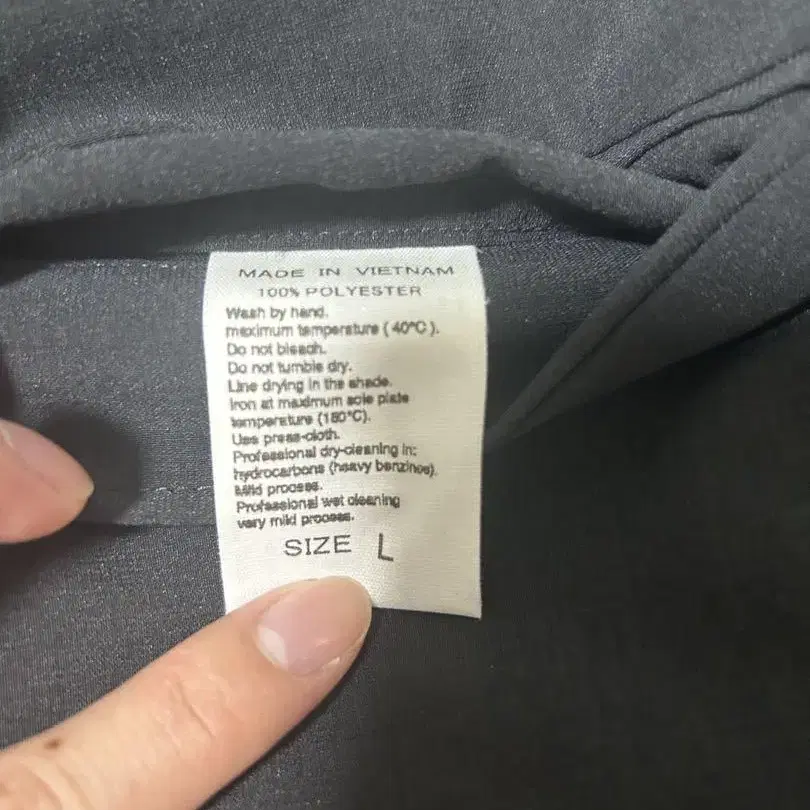 MADE IN VIETNAM
100% POLYESTER
Wash by hand.
maximum temperature ( 40°C ).
Do not bleach.
Do not tumble dry.
Line drying in the shade.
Iron at maximum sole plate
temperature (150°C).
Use press-cloth.
Professional dry-cleaning in:
hydrocarbons (heavy benzines).
Mild process.
Professional wet cleaning
very mild process.
SIZE L